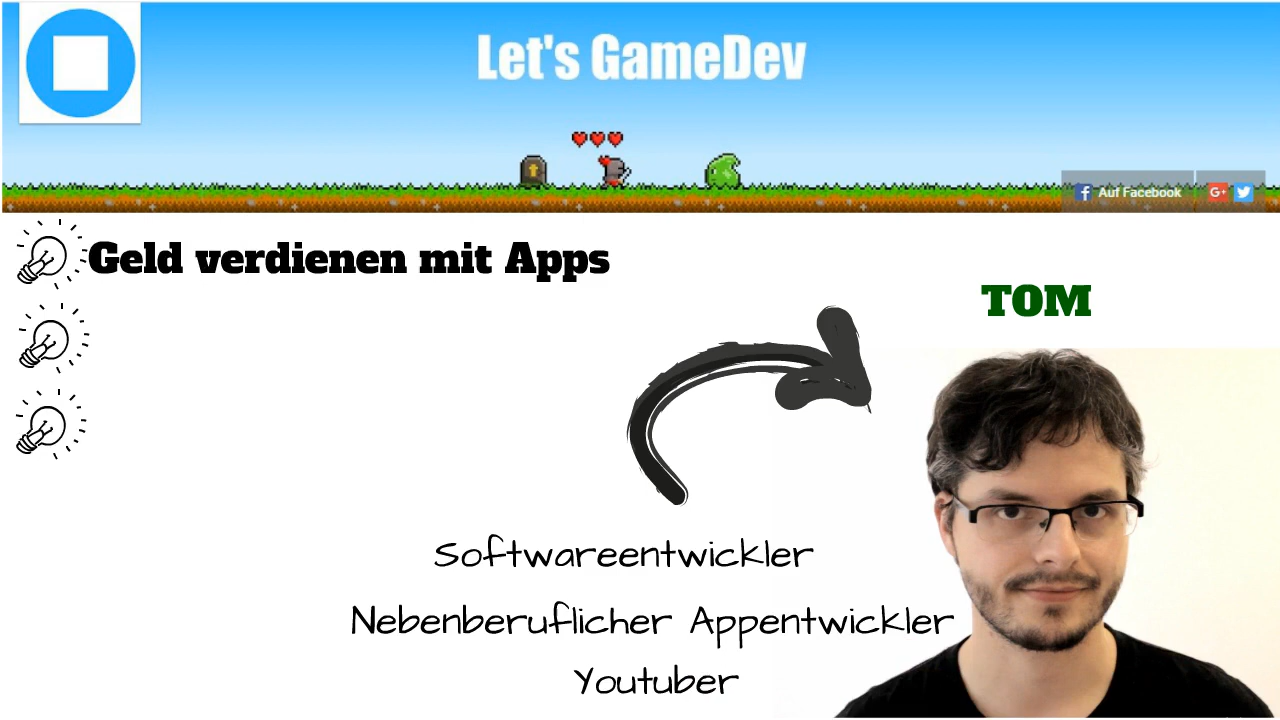 Let's GameDev
Auf Facebook
G+
Geld verdienen mit Apps
TOM
Softwareentwickler
Nebenberuflicher Appentwickler
Youtuber